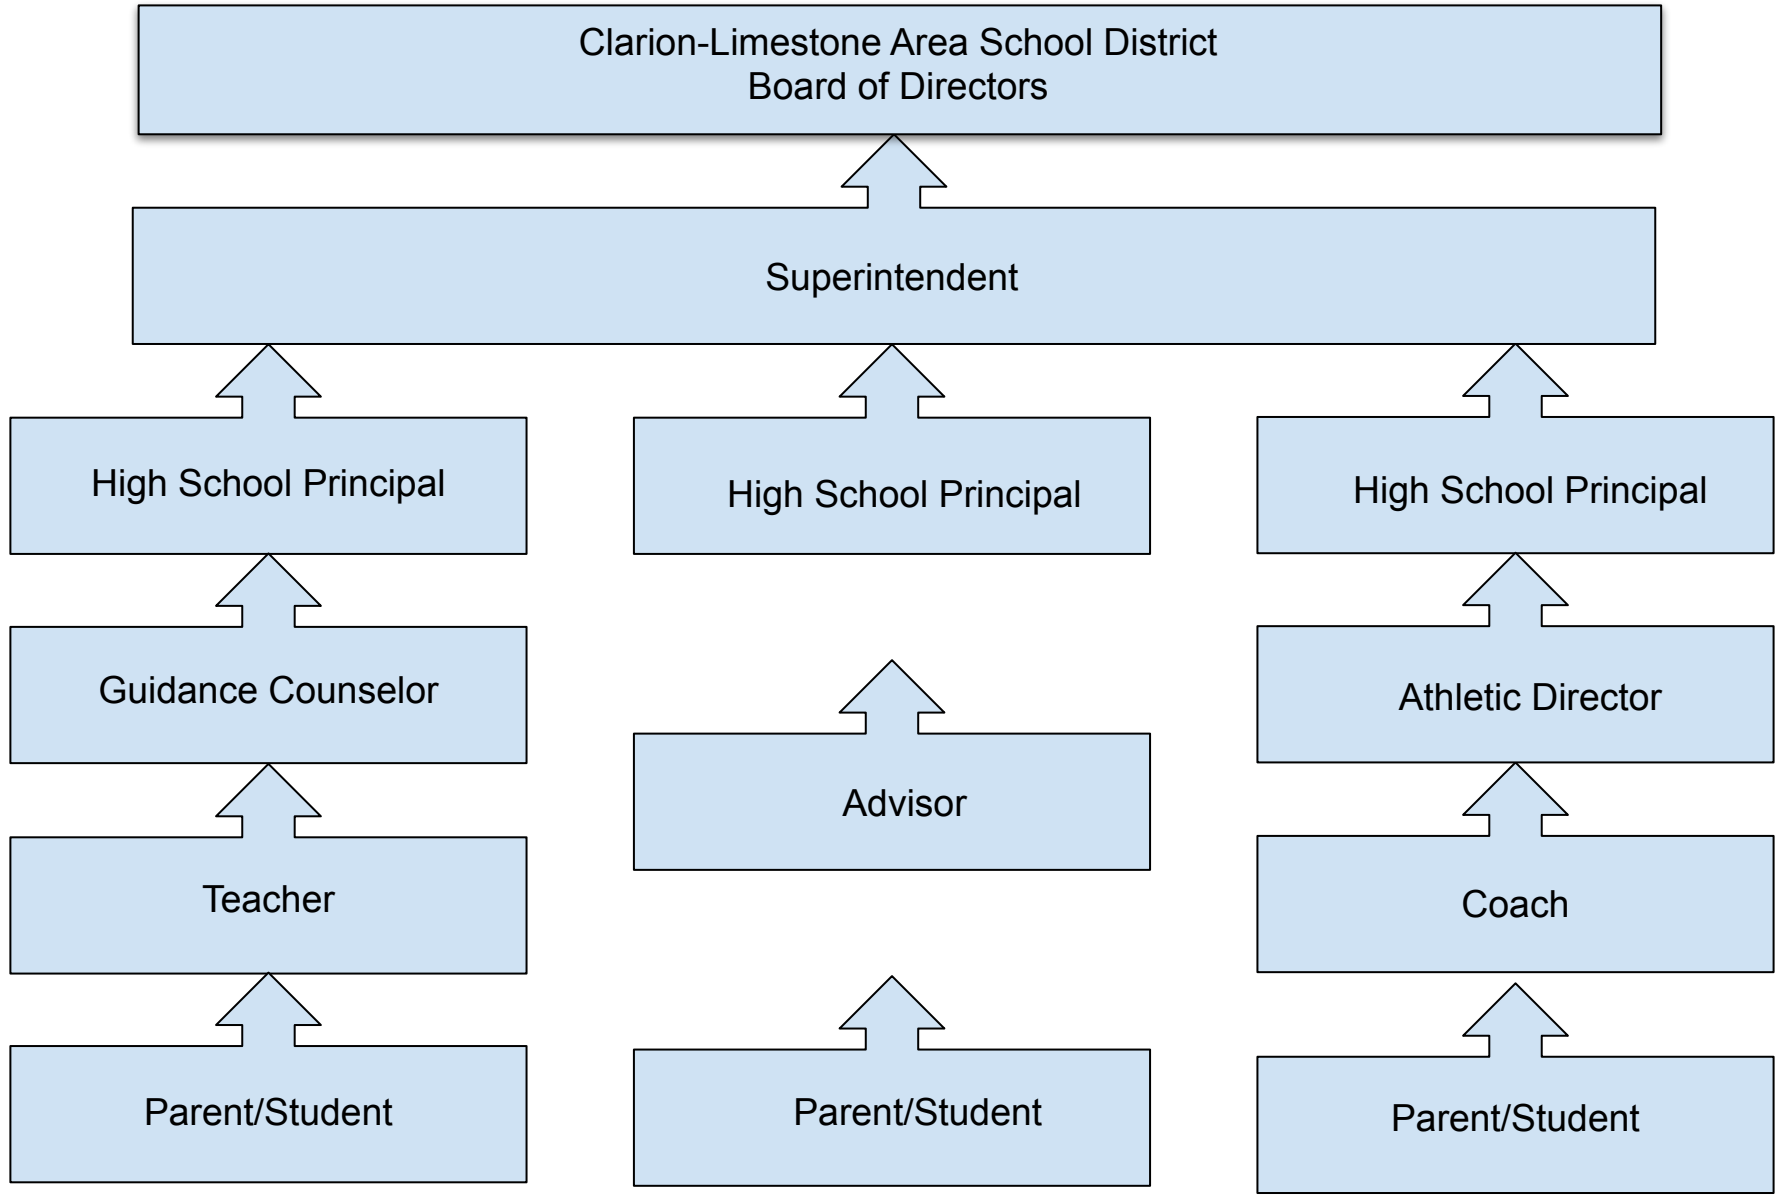 Clarion-Limestone Area School District
Board of Directors
Superintendent
High School Principal
High School Principal
High School Principal
Guidance Counselor
Athletic Director
Advisor
Teacher
Coach
Parent/Student
Parent/Student
Parent/Student